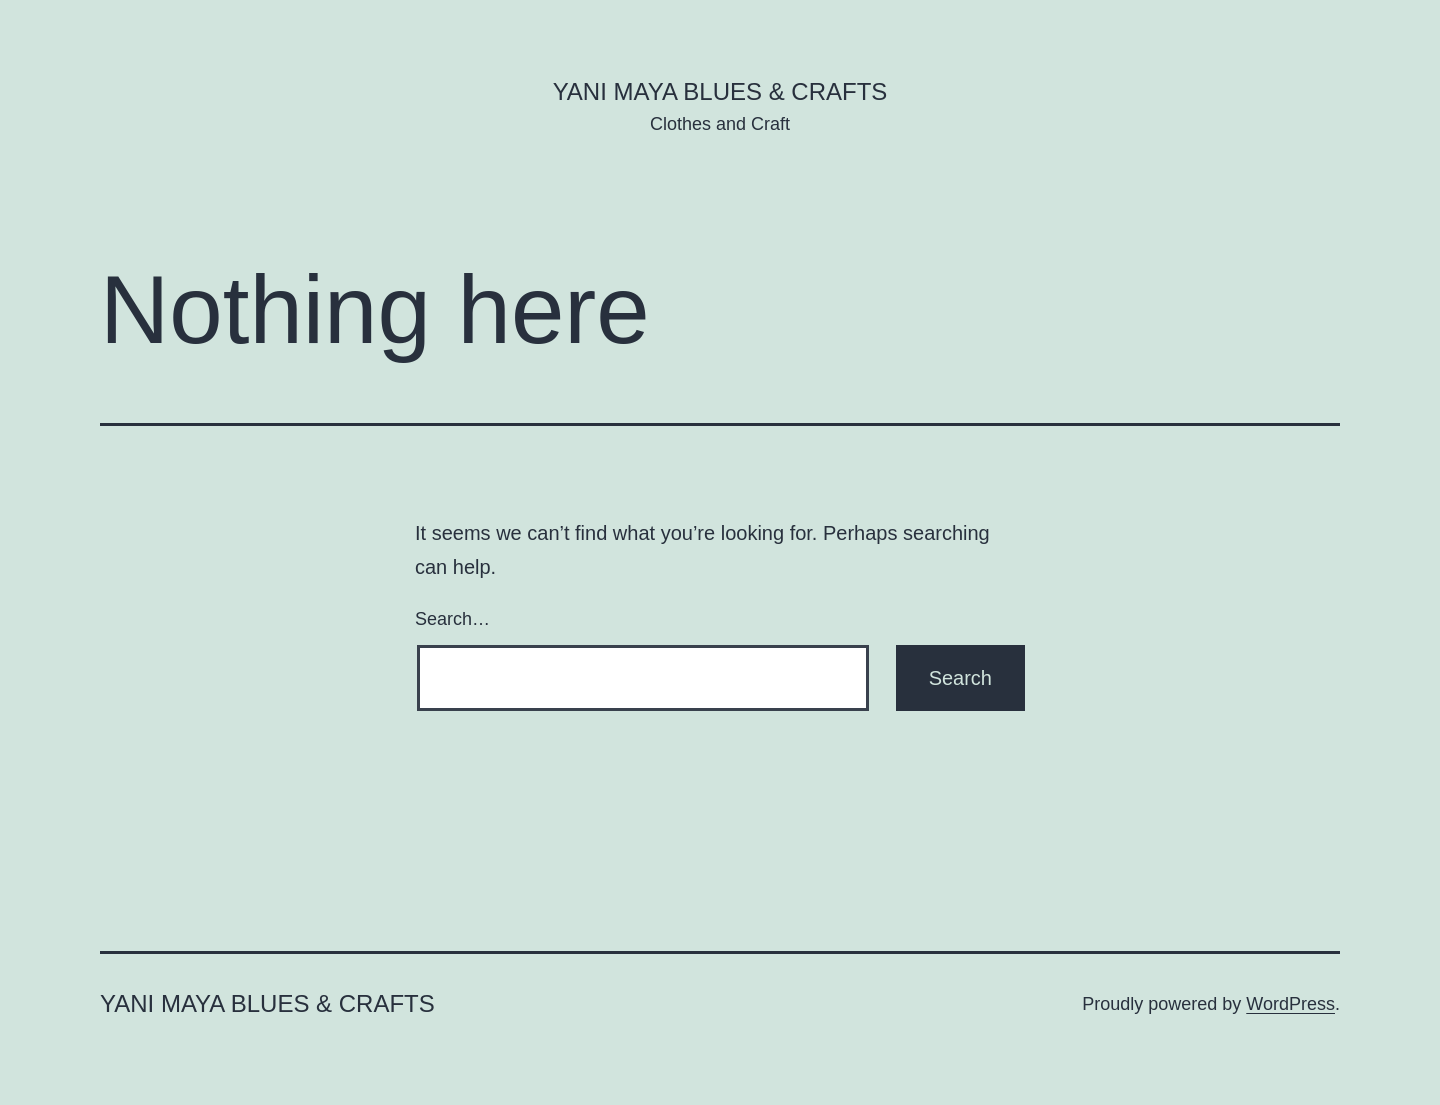 YANI MAYA BLUES & CRAFTS
Clothes and Craft
Nothing here
It seems we can’t find what you’re looking for. Perhaps searching
can help.
Search…
Search
YANI MAYA BLUES & CRAFTS
Proudly powered by WordPress.